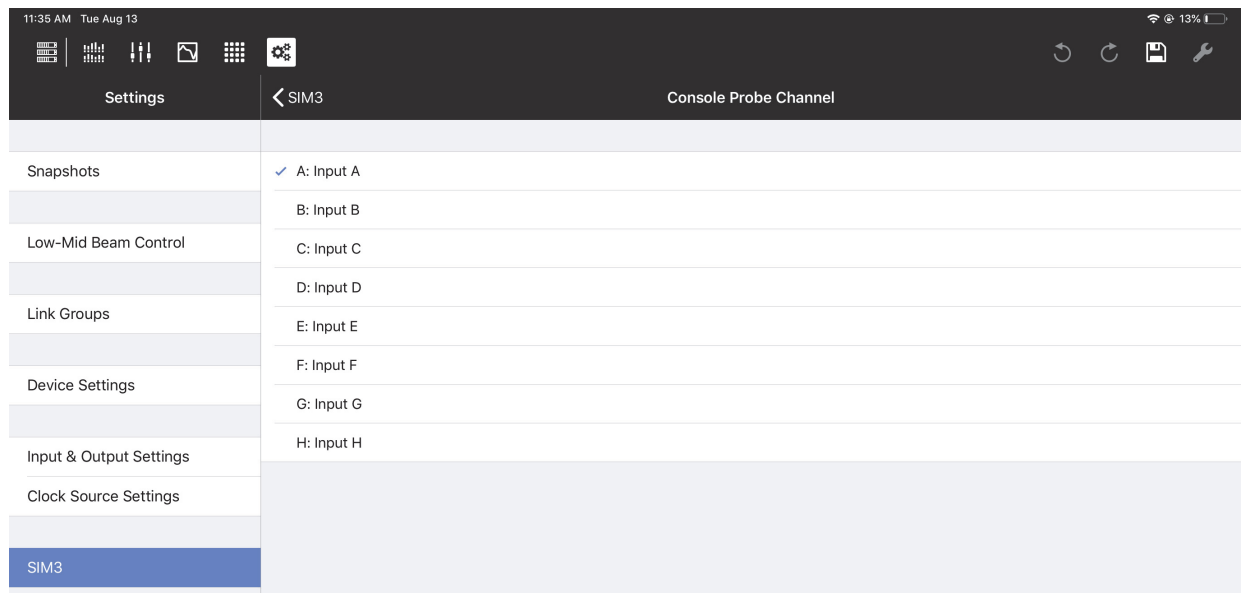 11:35 AM Tue Aug 13
13%
Settings
SIM3
Console Probe Channel
Snapshots
Low-Mid Beam Control
Link Groups
Device Settings
Input & Output Settings
Clock Source Settings
SIM3
A: Input A
B: Input B
C: Input C
D: Input D
E: Input E
F: Input F
G: Input G
H: Input H